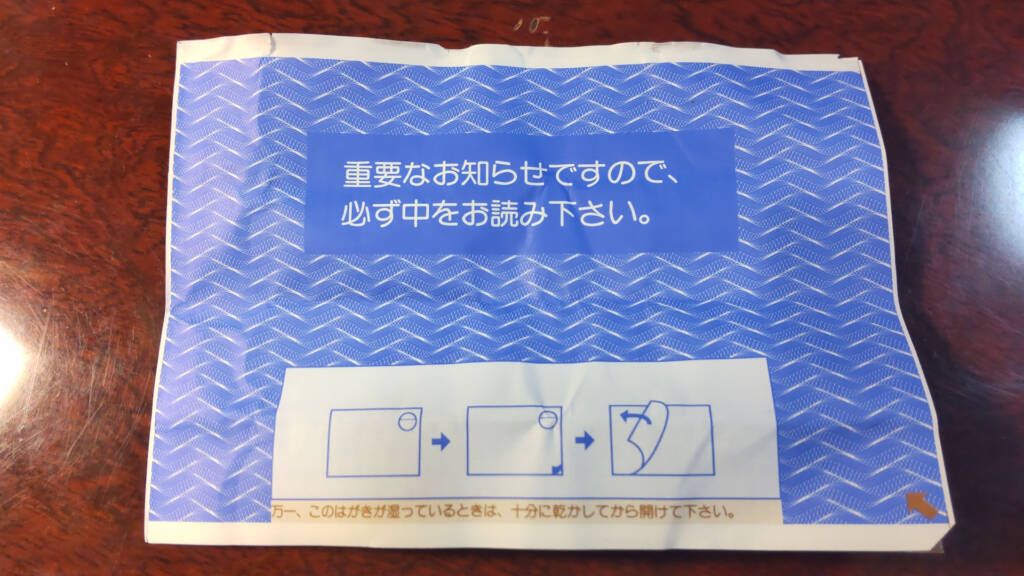 重要なお知らせですので、
必ず中をお読み下さい。
万一、このはがきが湿っているときは、十分に乾かしてから開けて下さい。